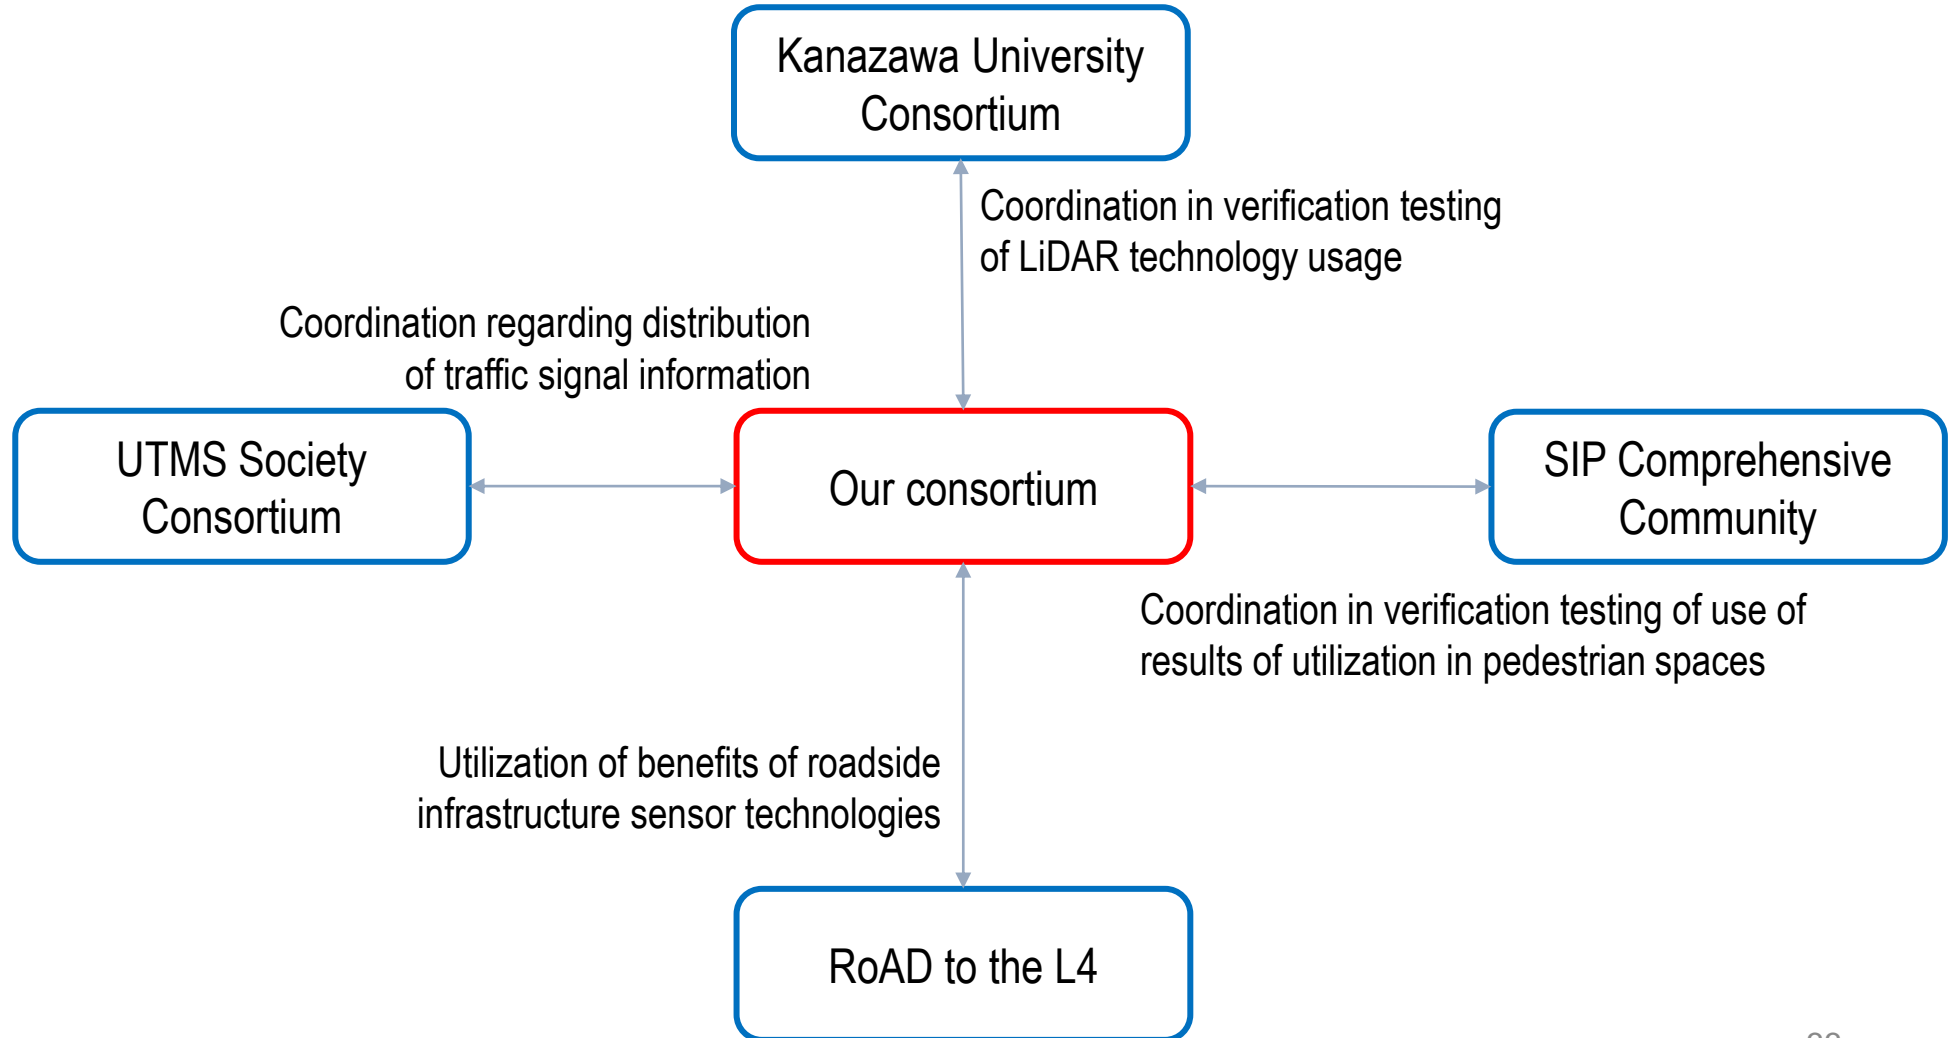 Kanazawa University
Consortium
Coordination in verification testing
of LiDAR technology usage
Coordination regarding distribution
of traffic signal information
UTMS Society
Consortium
Our consortium
SIP Comprehensive
Community
Coordination in verification testing of use of
results of utilization in pedestrian spaces
Utilization of benefits of roadside
infrastructure sensor technologies
RoAD to the L4